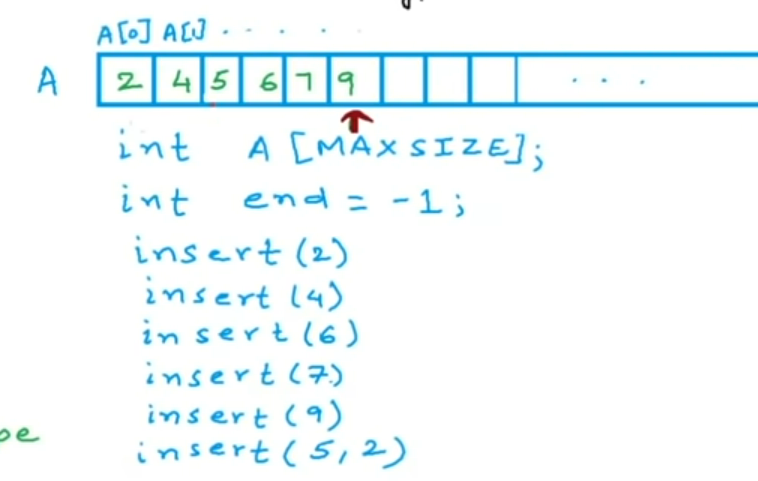 A[0] A[1] . . . . .
A 2 4 5 6 7 9 . . .
int A [MAXSIZE];
int end = -1;
insert (2)
insert (4)
insert (6)
insert (7)
insert (9)
insert ( 5, 2)